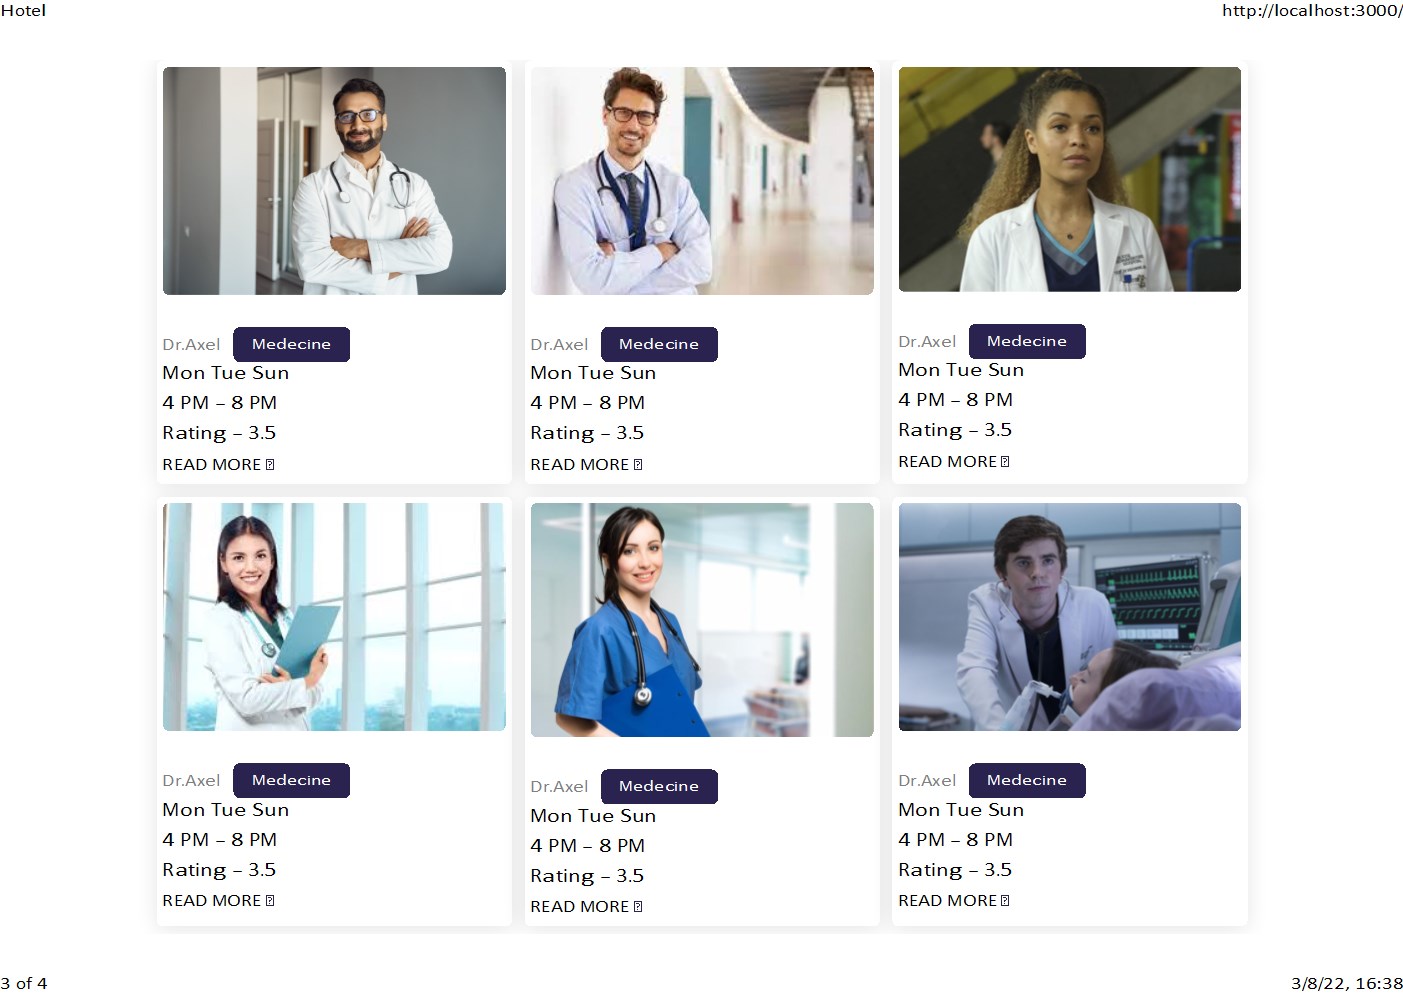 Hotel
http://localhost:3000/
Dr.Axel
Medecine
Mon Tue Sun
4 PM – 8 PM
Rating – 3.5
READ MORE
Dr.Axel
Medecine
Mon Tue Sun
4 PM – 8 PM
Rating – 3.5
READ MORE
Dr.Axel
Medecine
Mon Tue Sun
4 PM – 8 PM
Rating – 3.5
READ MORE
Dr.Axel
Medecine
Mon Tue Sun
4 PM – 8 PM
Rating – 3.5
READ MORE
Dr.Axel
Medecine
Mon Tue Sun
4 PM – 8 PM
Rating – 3.5
READ MORE
Dr.Axel
Medecine
Mon Tue Sun
4 PM – 8 PM
Rating – 3.5
READ MORE
3 of 4
3/8/22, 16:38